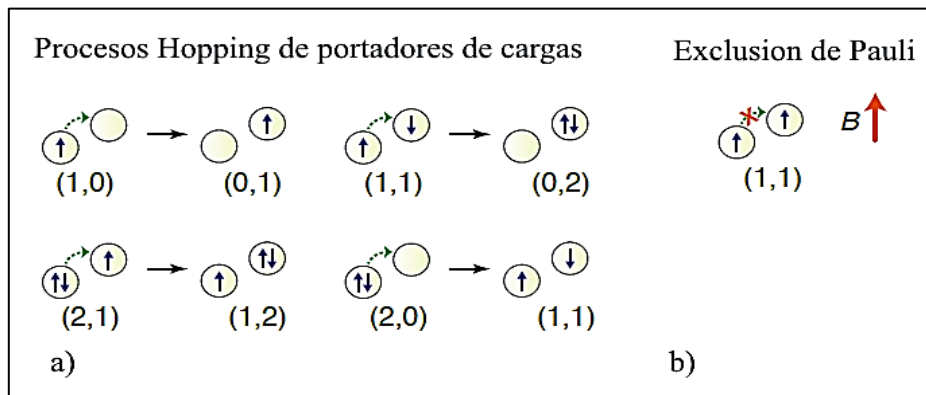 Procesos Hopping de portadores de cargas
Exclusion de Pauli
(1,0) (0,1) (1,1) (0,2)
(2,1) (1,2) (2,0) (1,1)
a)
B
(1,1)
b)